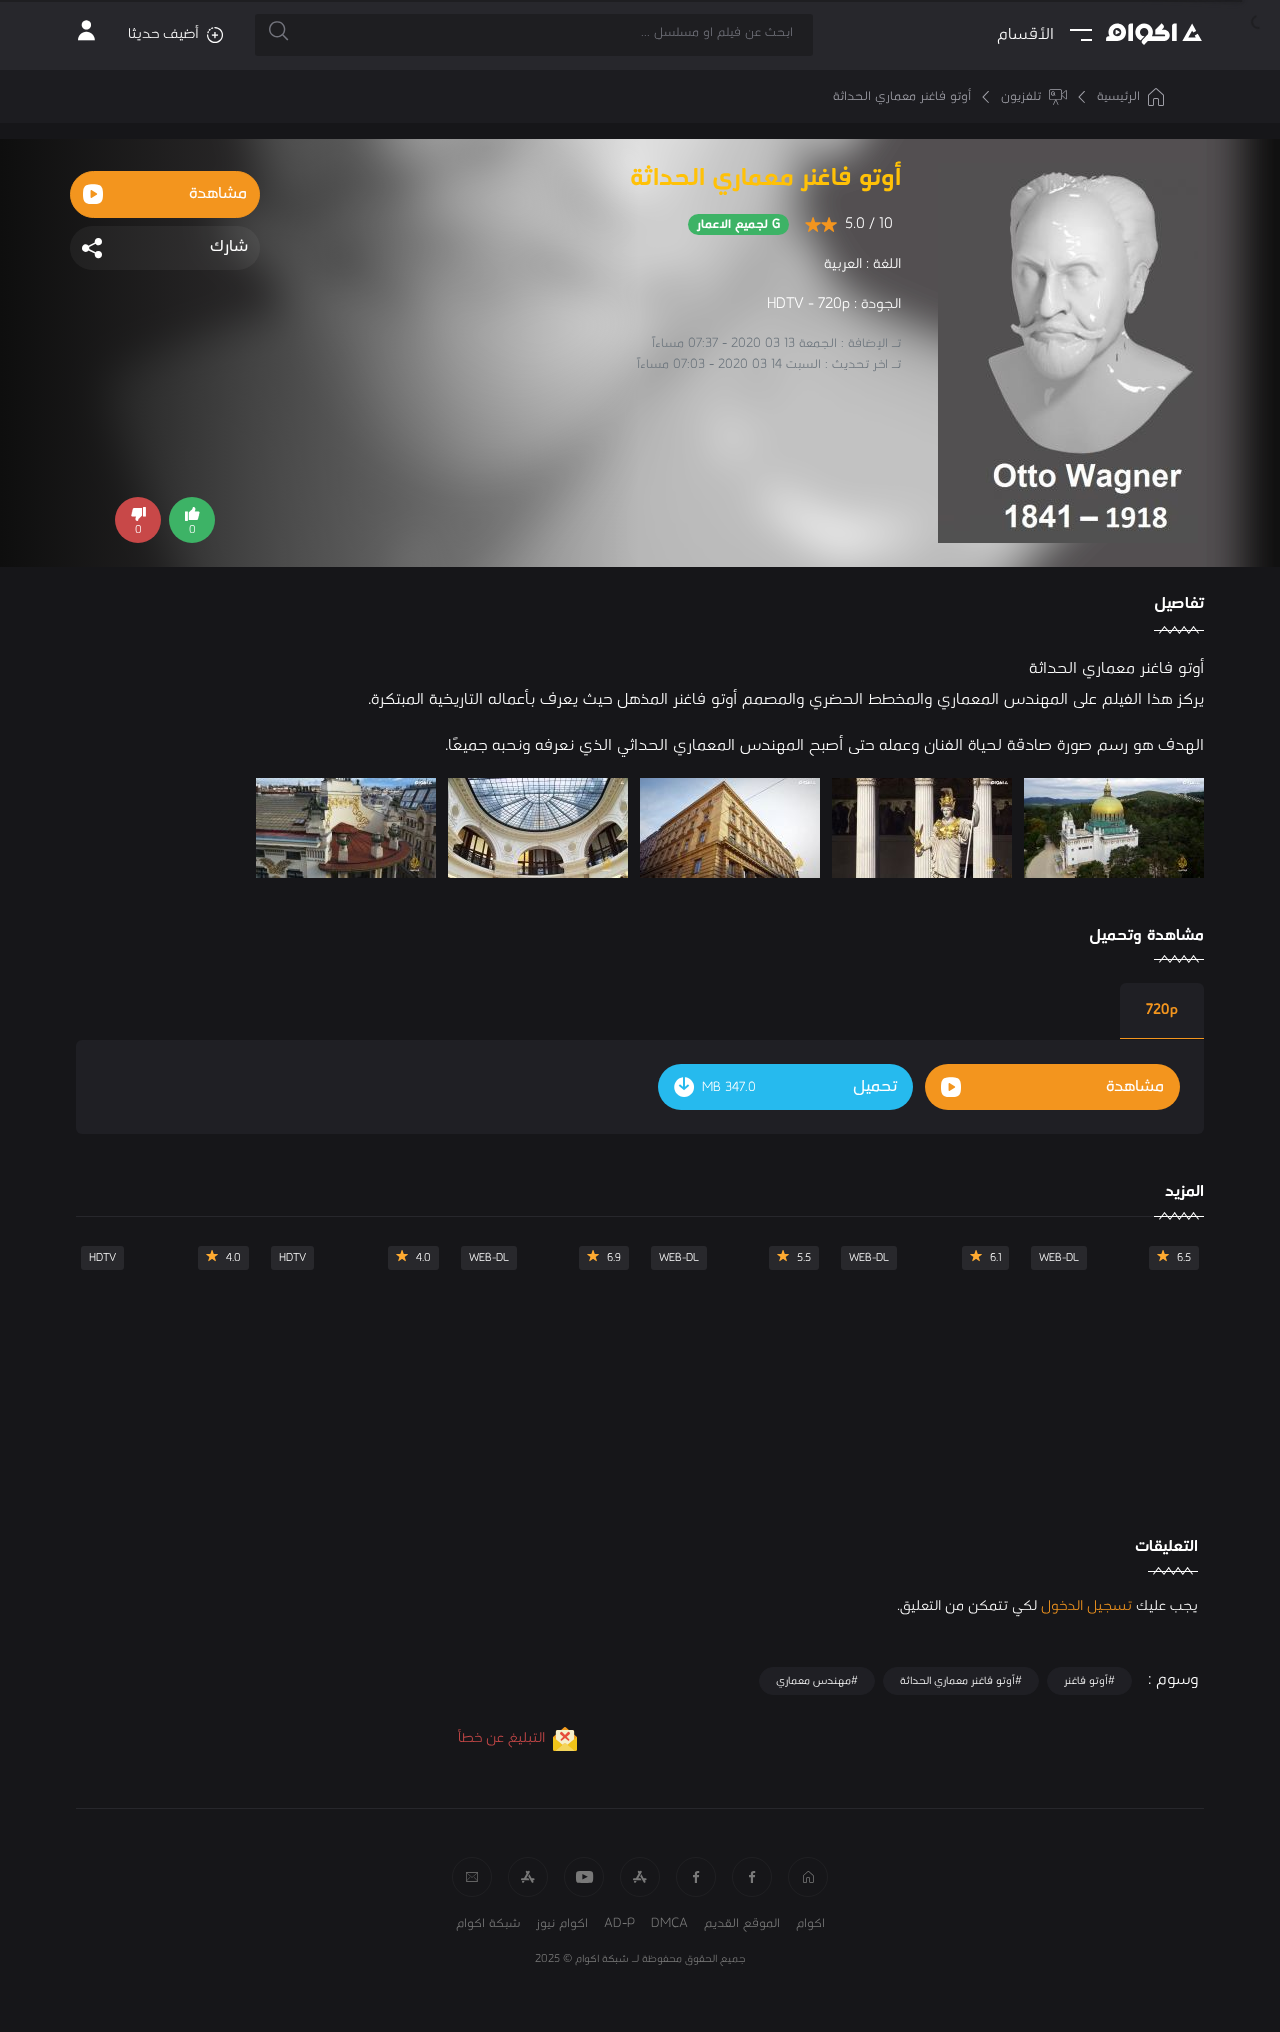 اكوام
الأقسام
ابحث عن فيلم او مسلسل ...
أضيف حديثا
الرئيسية
تلفزيون
أوتو فاغنر معماري الحداثة
أوتو فاغنر معماري الحداثة
10 / 5.0
G لجميع الاعمار
اللغة : العربية
الجودة : HDTV - 720p
تـ الإضافة : الجمعة 13 03 2020 - 07:37 مساءاً
تـ اخر تحديث : السبت 14 03 2020 - 07:03 مساءاً
Otto Wagner
1841 – 1918
مشاهدة
شارك
0
0
تفاصيل
أوتو فاغنر معماري الحداثة
يركز هذا الفيلم على المهندس المعماري والمخطط الحضري والمصمم أوتو فاغنر المذهل حيث يعرف بأعماله التاريخية المبتكرة.
الهدف هو رسم صورة صادقة لحياة الفنان وعمله حتى أصبح المهندس المعماري الحداثي الذي نعرفه ونحبه جميعًا.
مشاهدة وتحميل
720p
مشاهدة
تحميل
347.0 MB
المزيد
6.5
WEB-DL
6.1
WEB-DL
5.5
WEB-DL
6.9
WEB-DL
4.0
HDTV
4.0
HDTV
التعليقات
يجب عليك تسجيل الدخول لكي تتمكن من التعليق.
وسوم :
#أوتو فاغنر
#أوتو فاغنر معماري الحداثة
#مهندس معماري
التبليغ عن خطأ
اكوام
الموقع القديم
DMCA
AD-P
اكوام نيوز
شبكة اكوام
جميع الحقوق محفوظة لـ شبكة اكوام © 2025